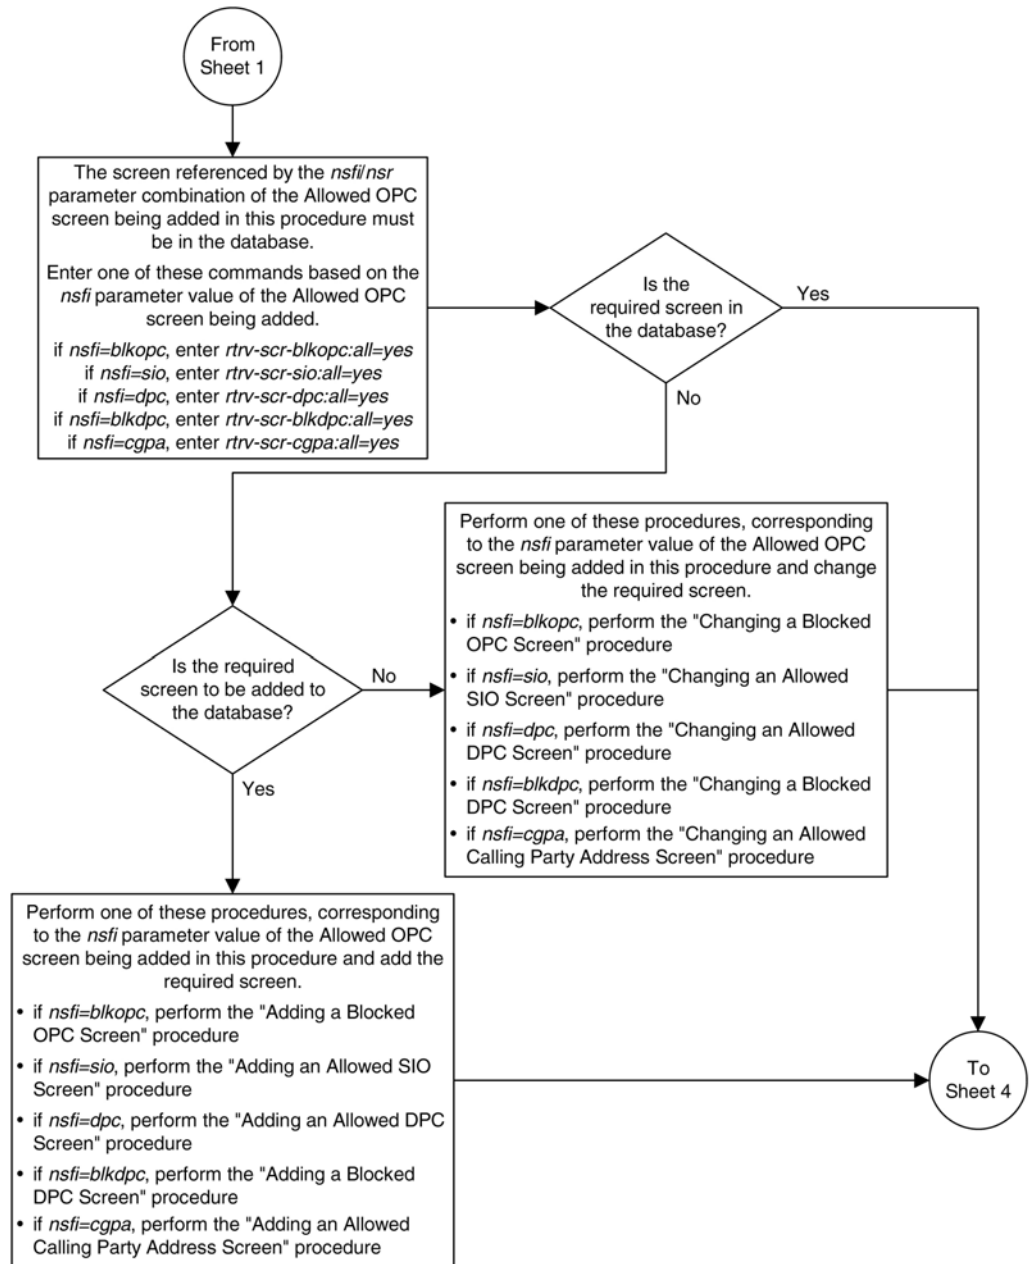 From
Sheet 1
The screen referenced by the nsfi/nsr
parameter combination of the Allowed OPC
screen being added in this procedure must
be in the database.
Enter one of these commands based on the
nsfi parameter value of the Allowed OPC
screen being added.
if nsfi=blkopc, enter rtrv-scr-blkopc:all=yes
if nsfi=sio, enter rtrv-scr-sio:all=yes
if nsfi=dpc, enter rtrv-scr-dpc:all=yes
if nsfi=blkdpc, enter rtrv-scr-blkdpc:all=yes
if nsfi=cgpa, enter rtrv-scr-cgpa:all=yes
Is the
required screen in
the database?
Yes
No
Is the required
screen to be added to
the database?
No
Yes
Perform one of these procedures, corresponding
to the nsfi parameter value of the Allowed OPC
screen being added in this procedure and change
the required screen.
• if nsfi=blkopc, perform the "Changing a Blocked
OPC Screen" procedure
• if nsfi=sio, perform the "Changing an Allowed
SIO Screen" procedure
• if nsfi=dpc, perform the "Changing an Allowed
DPC Screen" procedure
• if nsfi=blkdpc, perform the "Changing a Blocked
DPC Screen" procedure
• if nsfi=cgpa, perform the "Changing an Allowed
Calling Party Address Screen" procedure
Perform one of these procedures, corresponding
to the nsfi parameter value of the Allowed OPC
screen being added in this procedure and add the
required screen.
• if nsfi=blkopc, perform the "Adding a Blocked
OPC Screen" procedure
• if nsfi=sio, perform the "Adding an Allowed SIO
Screen" procedure
• if nsfi=dpc, perform the "Adding an Allowed DPC
Screen" procedure
• if nsfi=blkdpc, perform the "Adding a Blocked
DPC Screen" procedure
• if nsfi=cgpa, perform the "Adding an Allowed
Calling Party Address Screen" procedure
To
Sheet 4